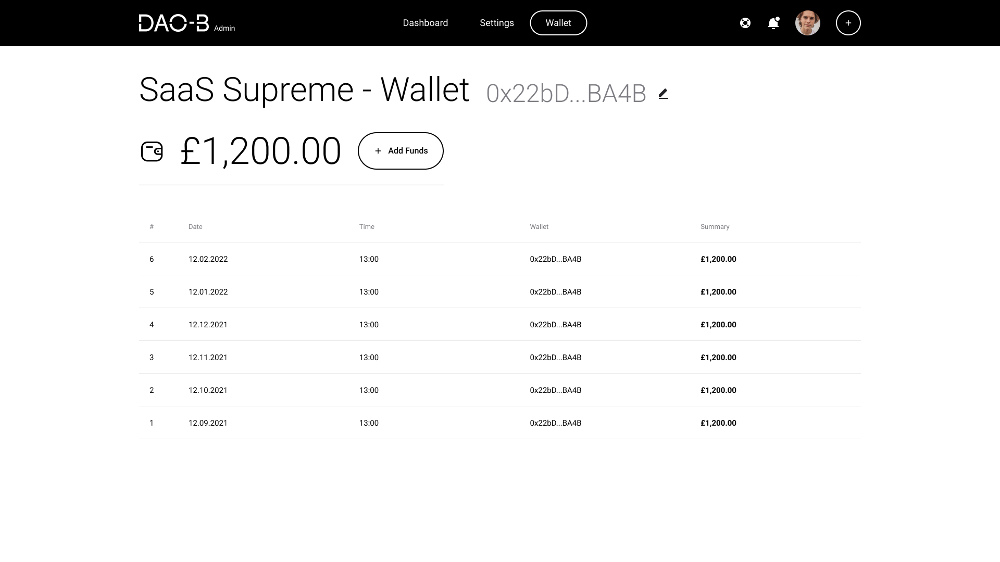 DAO-B Admin Dashboard Settings Wallet +
SaaS Supreme - Wallet 0x22bD...BA4B
£1,200.00 + Add Funds
# Date Time Wallet Summary
6 12.02.2022 13:00 0x22bD...BA4B £1,200.00
5 12.01.2022 13:00 0x22bD...BA4B £1,200.00
4 12.12.2021 13:00 0x22bD...BA4B £1,200.00
3 12.11.2021 13:00 0x22bD...BA4B £1,200.00
2 12.10.2021 13:00 0x22bD...BA4B £1,200.00
1 12.09.2021 13:00 0x22bD...BA4B £1,200.00